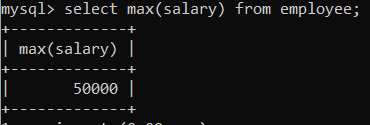 mysql> select max(salary) from employee;
+-------------+
| max(salary) |
+-------------+
|       50000 |
+-------------+